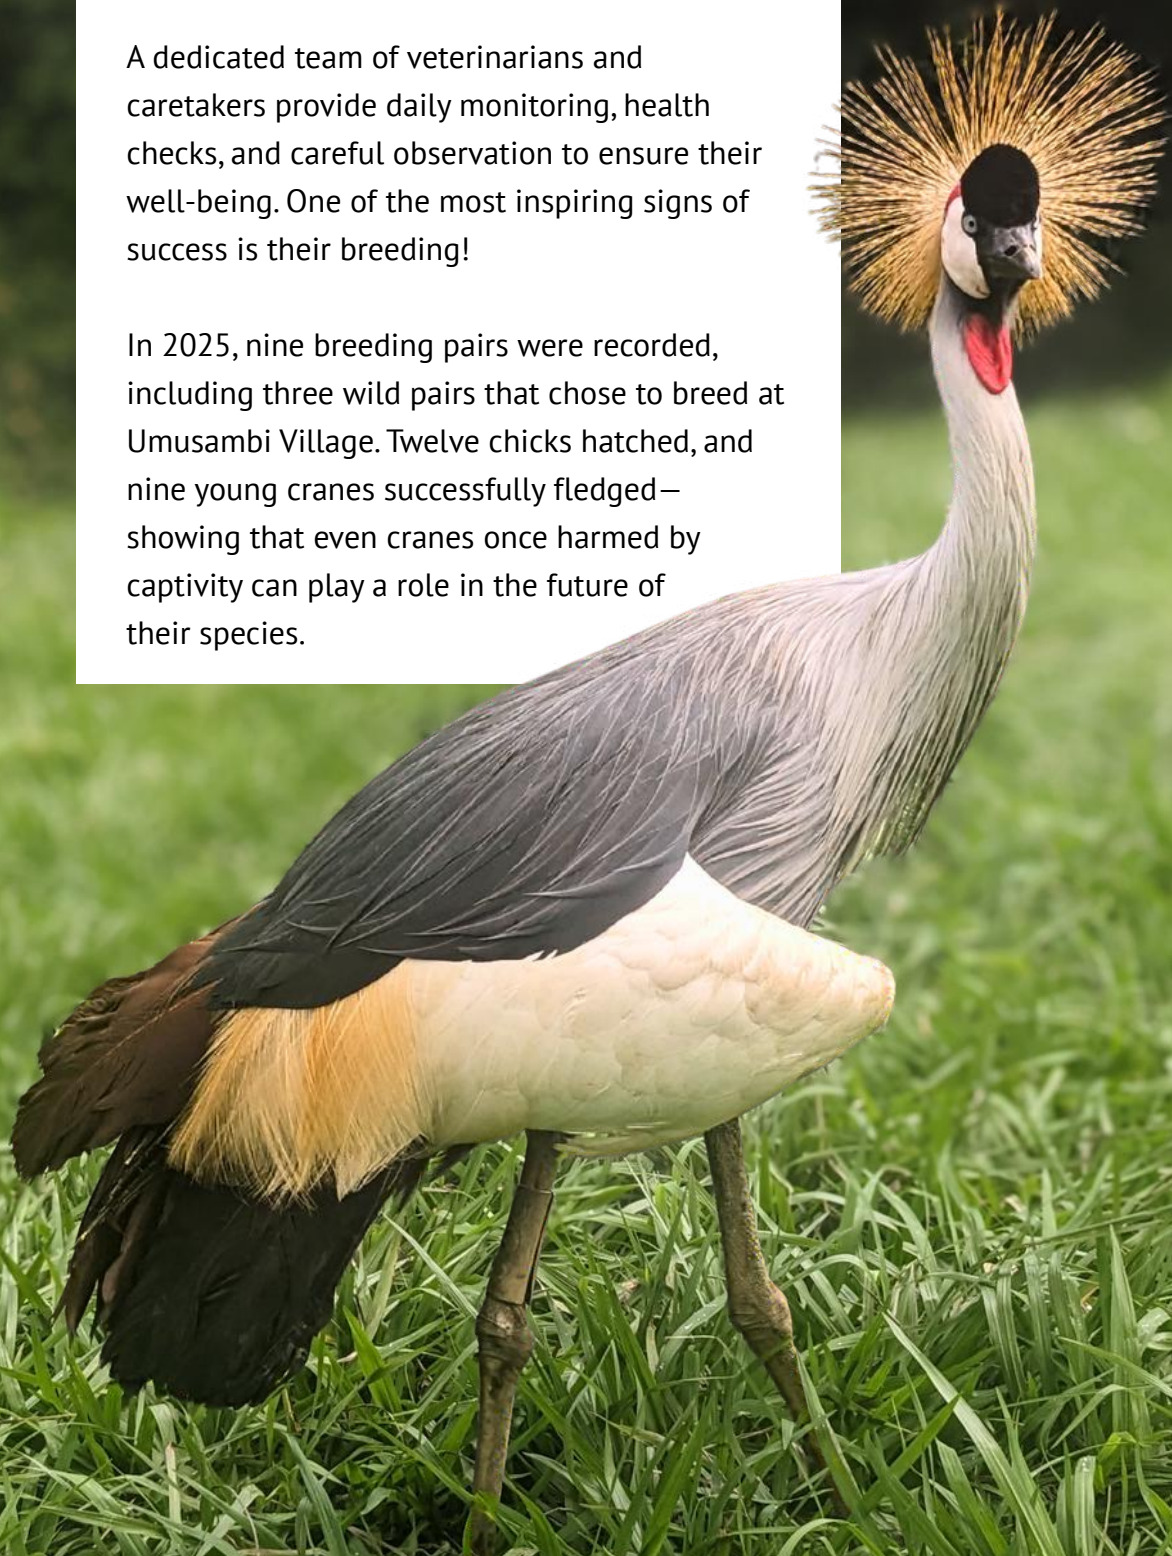 A dedicated team of veterinarians and
caretakers provide daily monitoring, health
checks, and careful observation to ensure their
well-being. One of the most inspiring signs of
success is their breeding!
In 2025, nine breeding pairs were recorded,
including three wild pairs that chose to breed at
Umusambi Village. Twelve chicks hatched, and
nine young cranes successfully fledged—
showing that even cranes once harmed by
captivity can play a role in the future of
their species.